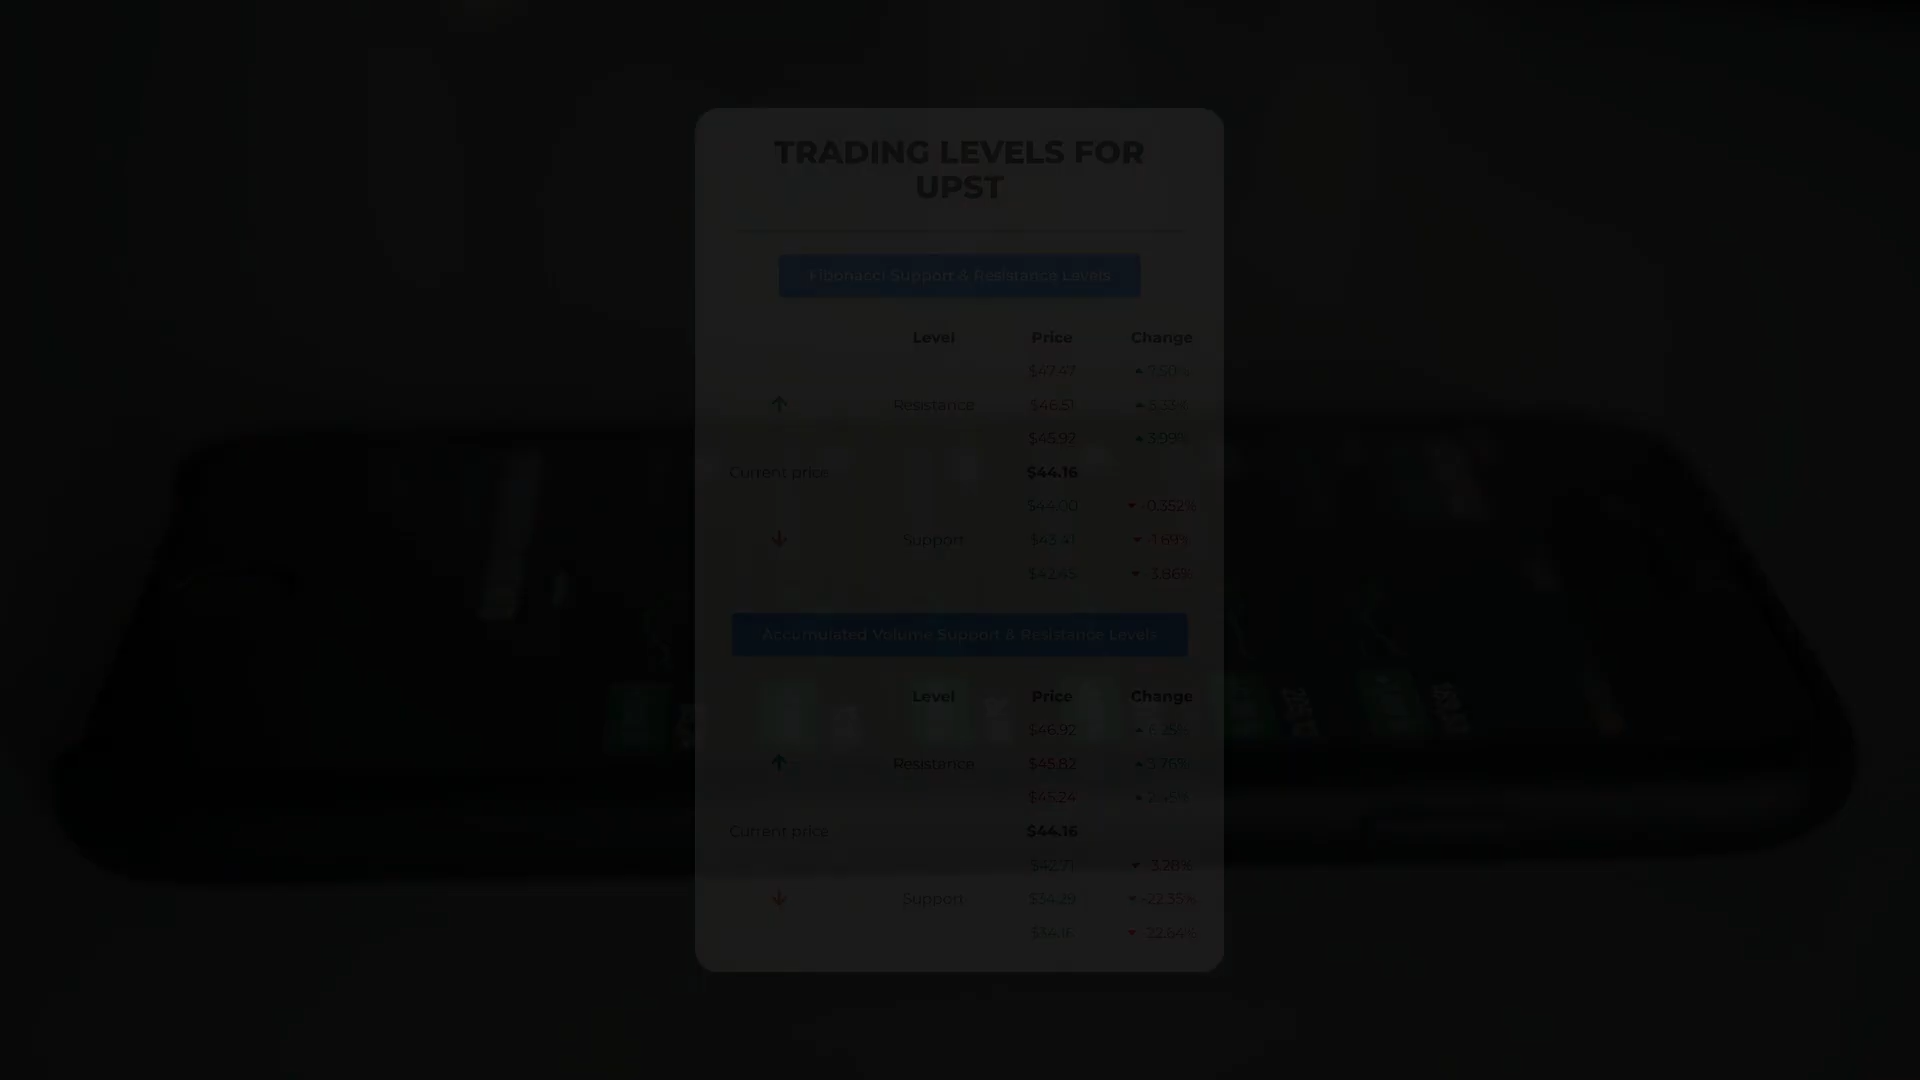 TRADING LEVELS FOR
UPST
Fibonacci Support & Resistance Levels
Level Price Change
$47.47 7.50%
Resistance $46.51 5.33%
$45.92 3.99%
Current price $44.16
$44.00 -0.352%
Support $43.41 -1.69%
$42.45 -3.86%
Accumulated Volume Support & Resistance Levels
Level Price Change
$46.92 6.25%
Resistance $45.82 3.76%
$45.24 2.45%
Current price $44.16
$42.71 -3.28%
Support $34.29 -22.35%
$34.16 -22.64%